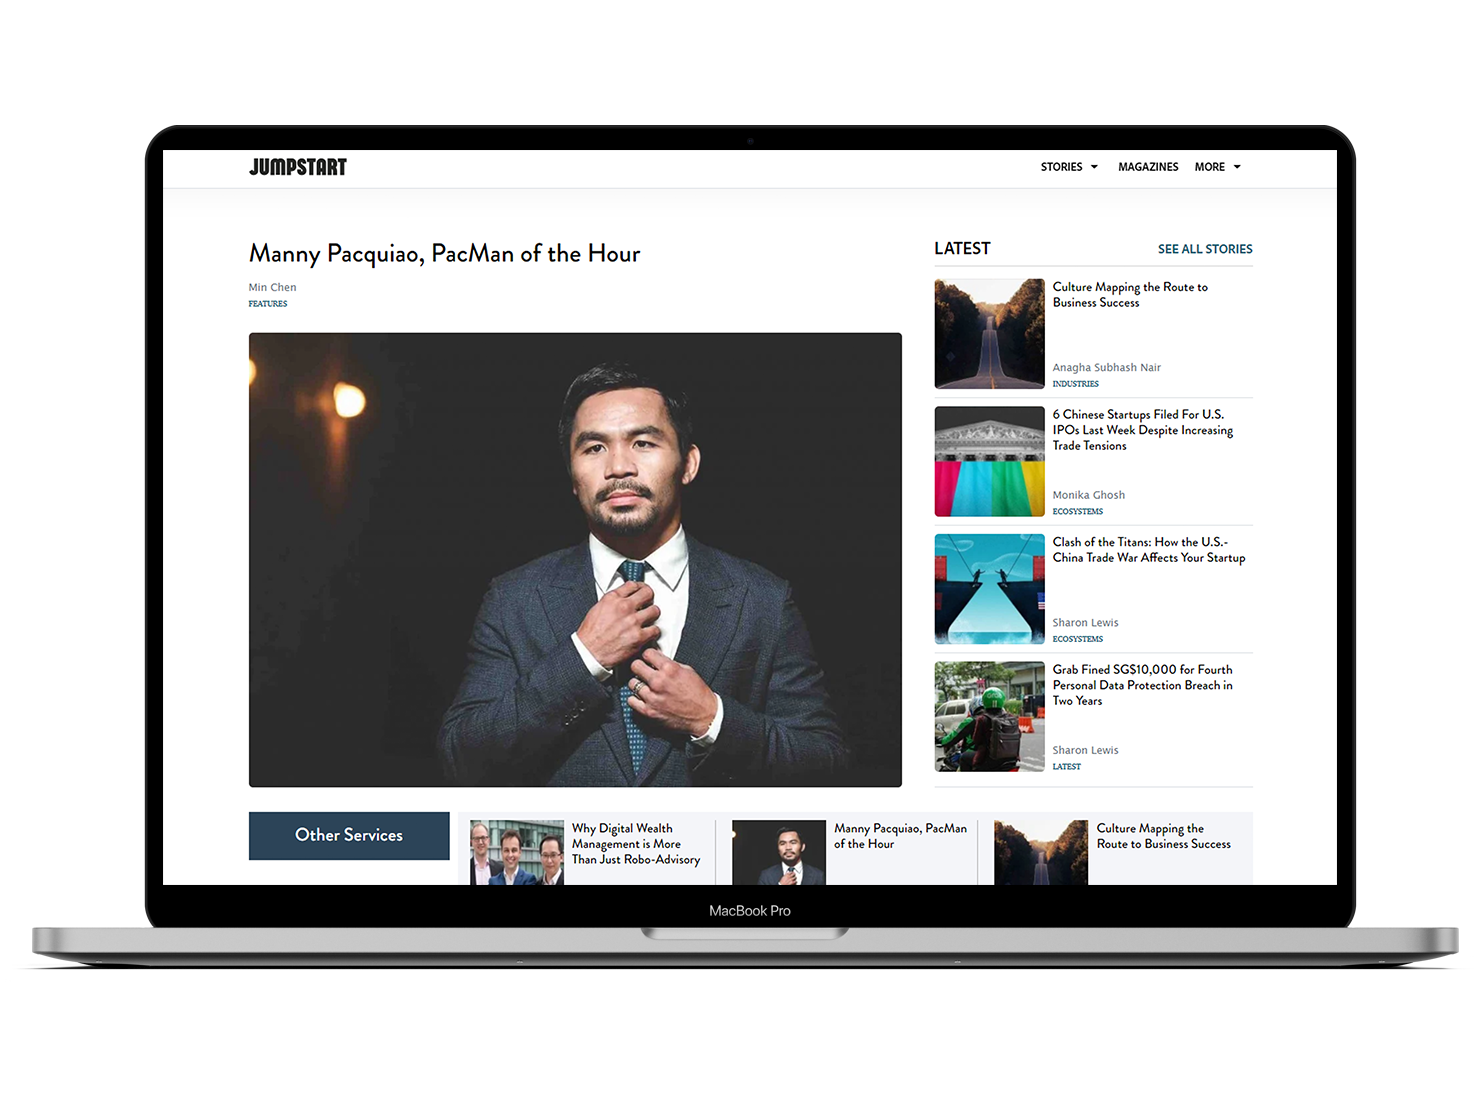 JUMPSTART
STORIES
MAGAZINES
MORE
Manny Pacquiao, PacMan of the Hour
Min Chen
FEATURES
LATEST
SEE ALL STORIES
Culture Mapping the Route to
Business Success
Anagha Subhash Nair
INDUSTRIES
6 Chinese Startups Filed For U.S.
IPOs Last Week Despite Increasing
Trade Tensions
Monika Ghosh
ECOSYSTEMS
Clash of the Titans: How the U.S.-
China Trade War Affects Your Startup
Sharon Lewis
ECOSYSTEMS
Grab Fined SG$10,000 for Fourth
Personal Data Protection Breach in
Two Years
Sharon Lewis
LATEST
Other Services
Why Digital Wealth
Management is More
Than Just Robo-Advisory
Manny Pacquiao, PacMan
of the Hour
Culture Mapping the
Route to Business Success
MacBook Pro